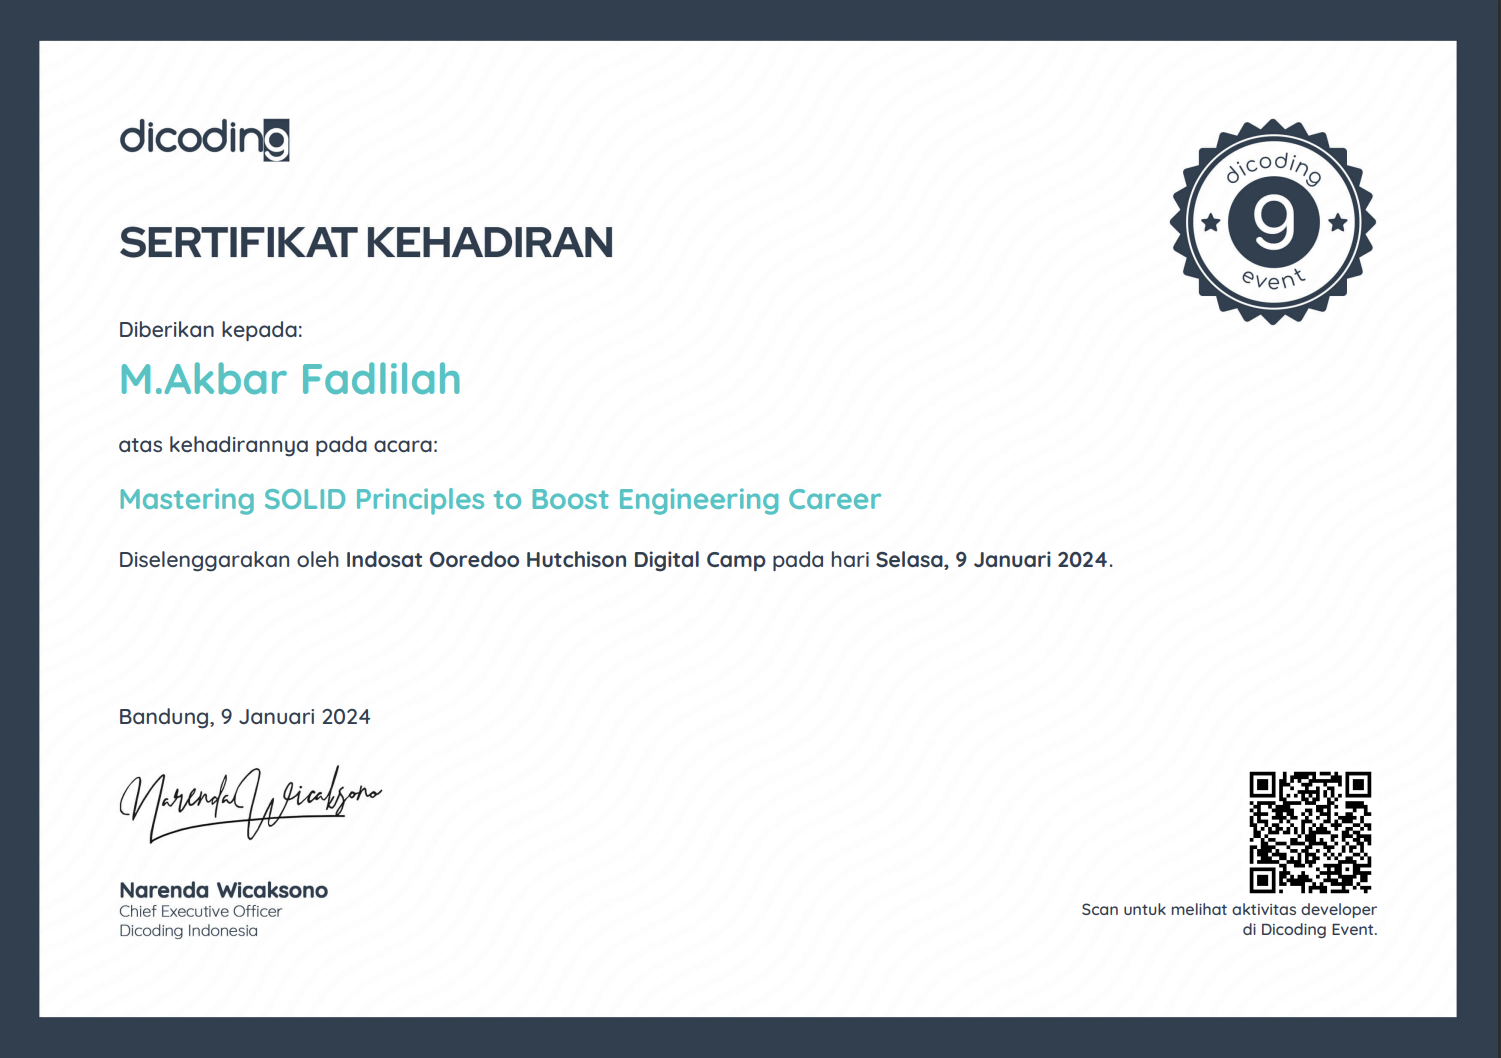 dicoding
dicoding
g
event
SERTIFIKAT KEHADIRAN
Diberikan kepada:
M.Akbar Fadlilah
atas kehadirannya pada acara:
Mastering SOLID Principles to Boost Engineering Career
Diselenggarakan oleh Indosat Ooredoo Hutchison Digital Camp pada hari Selasa, 9 Januari 2024.
Bandung, 9 Januari 2024
Narenda Wicaksono
Narenda Wicaksono
Chief Executive Officer
Dicoding Indonesia
Scan untuk melihat aktivitas developer
di Dicoding Event.